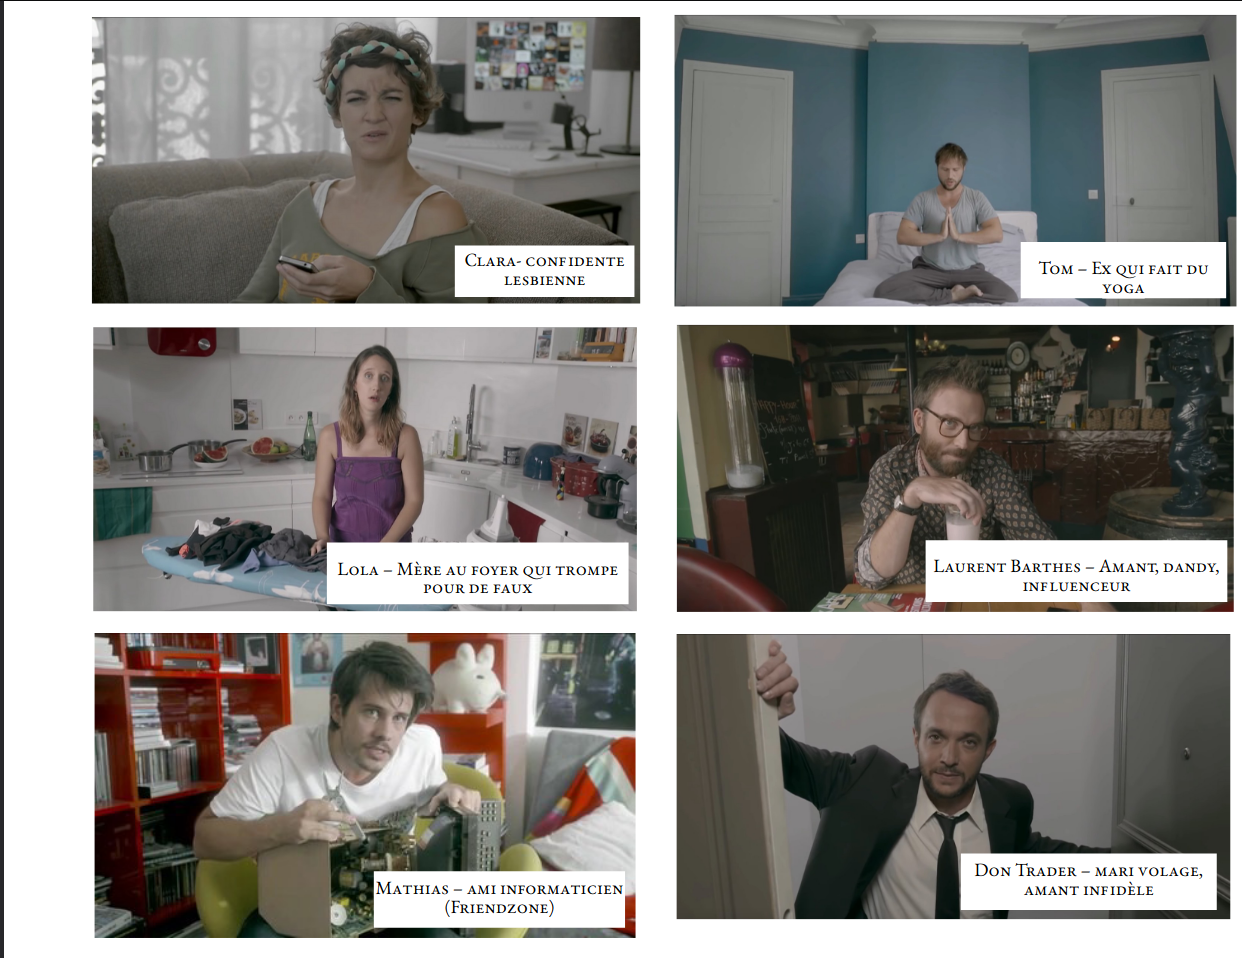 Clara- confidente
lesbienne
Tom – Ex qui fait du
yoga
Lola – Mère au foyer qui trompe
pour de faux
Laurent Barthes – Amant, dandy,
influenceur
Mathias – ami informaticien
(Friendzone)
Don Trader – mari volage,
amant infidèle